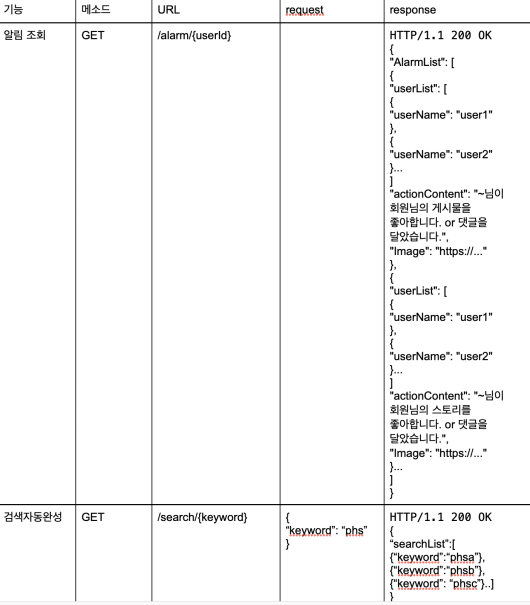 기능 메소드 URL request response
알림 조회 GET /alarm/{userId} HTTP/1.1 200 OK
{
"AlarmList": [
{
"userList": [
{
"userName": "user1"
},
{
"userName": "user2"
}...
]
"actionContent": "~님이
회원님의 게시물을
좋아합니다. or 댓글을
달았습니다.",
"Image": "https://..."
},
{
"userList": [
{
"userName": "user1"
},
{
"userName": "user2"
}...
]
"actionContent": "~님이
회원님의 스토리를
좋아합니다. or 댓글을
달았습니다.",
"Image": "https://..."
}...
]
}
검색자동완성 GET /search/{keyword}
{
“keyword”: “phs”
}
HTTP/1.1 200 OK
{
“searchList”:[
{“keyword”:“phsa”},
{“keyword”:“phsb”},
{“keyword”: “phsc”}..]
}